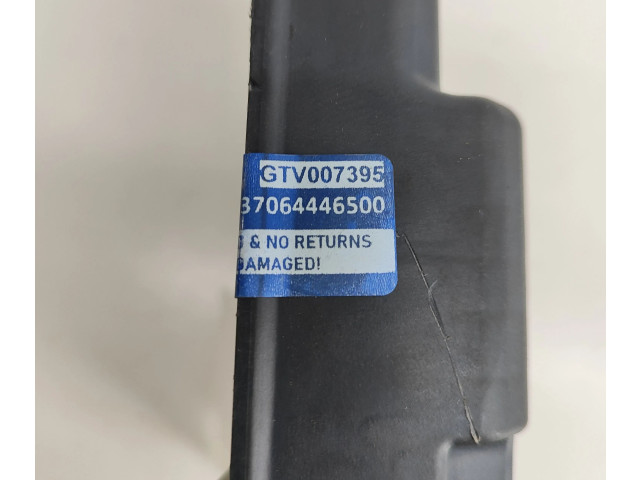 GTV007395
37064446500
& NO RETURNS
DAMAGED!